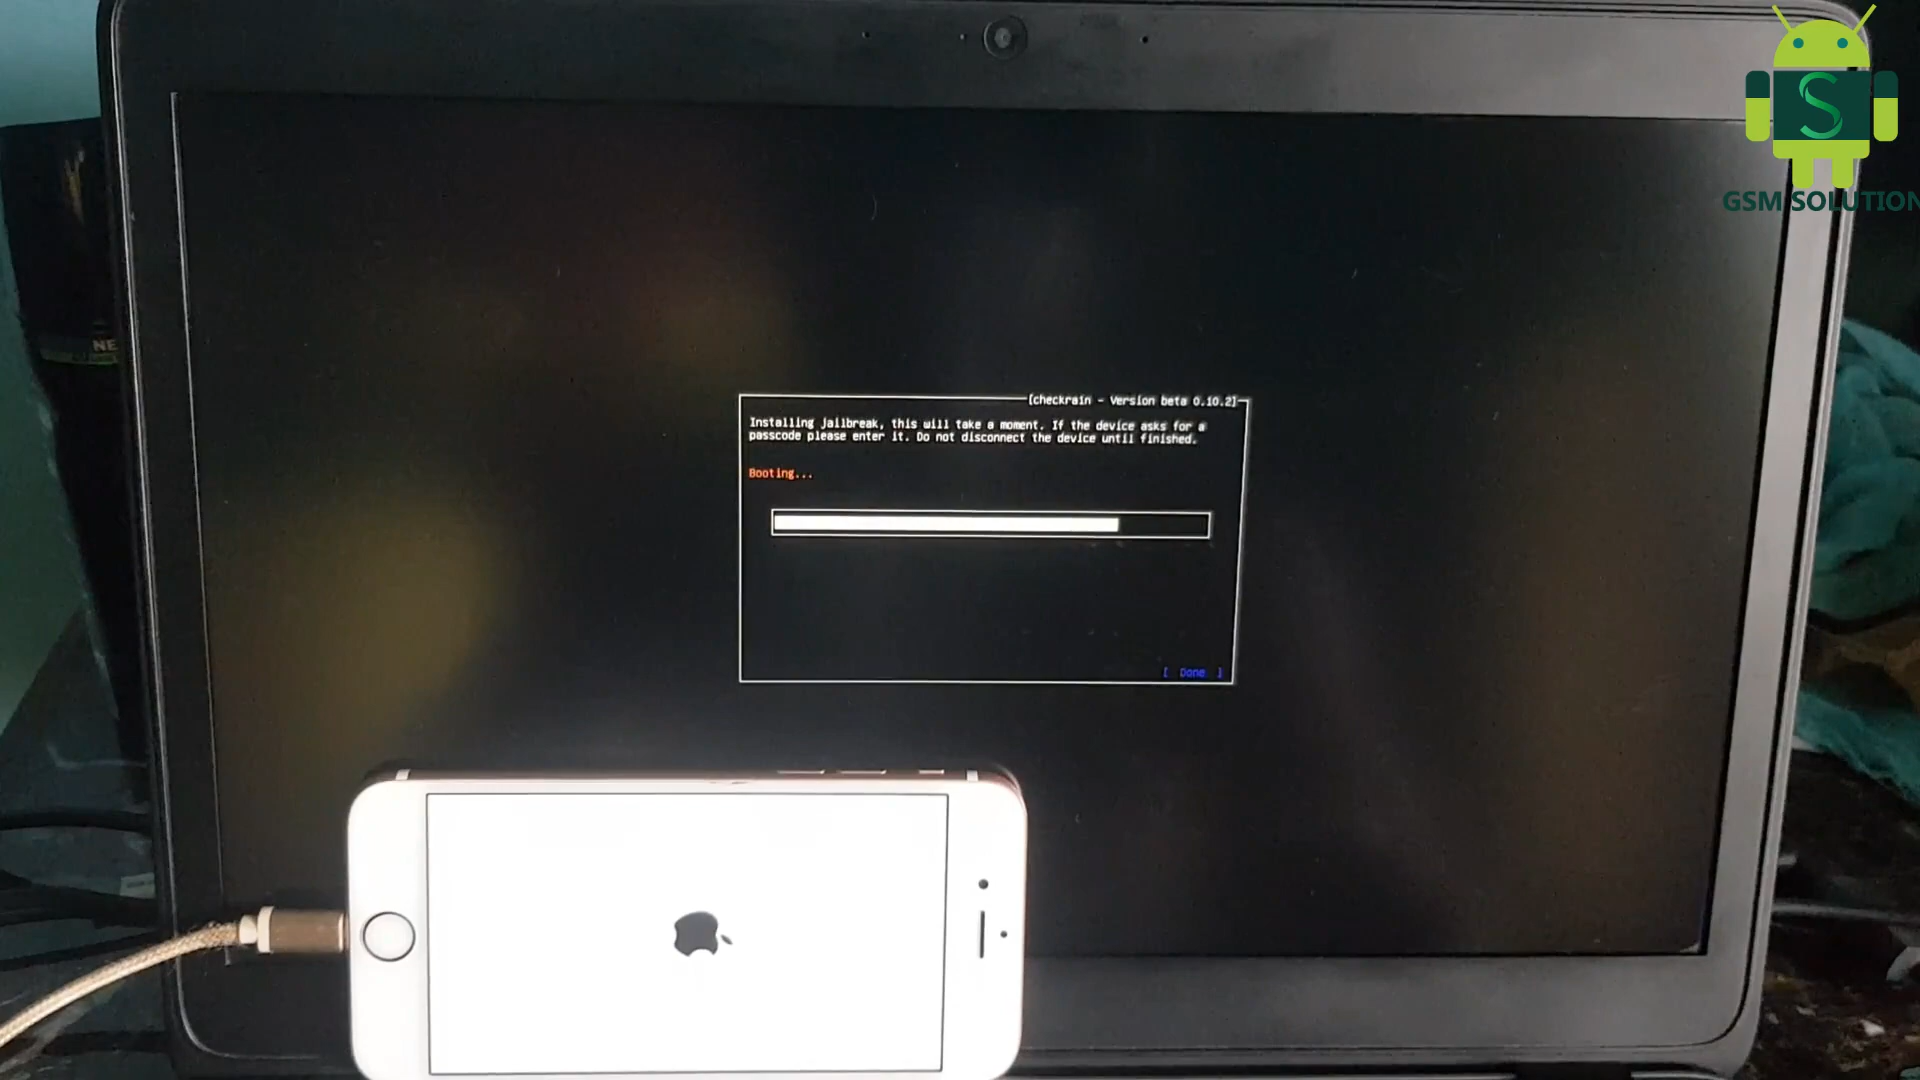 S
GSM SOLUTION
NE
[checkra1n - Version beta 0.10.2]
Installing jailbreak, this will take a moment. If the device asks for a
passcode please enter it. Do not disconnect the device until finished.
Booting...
[ Done ]